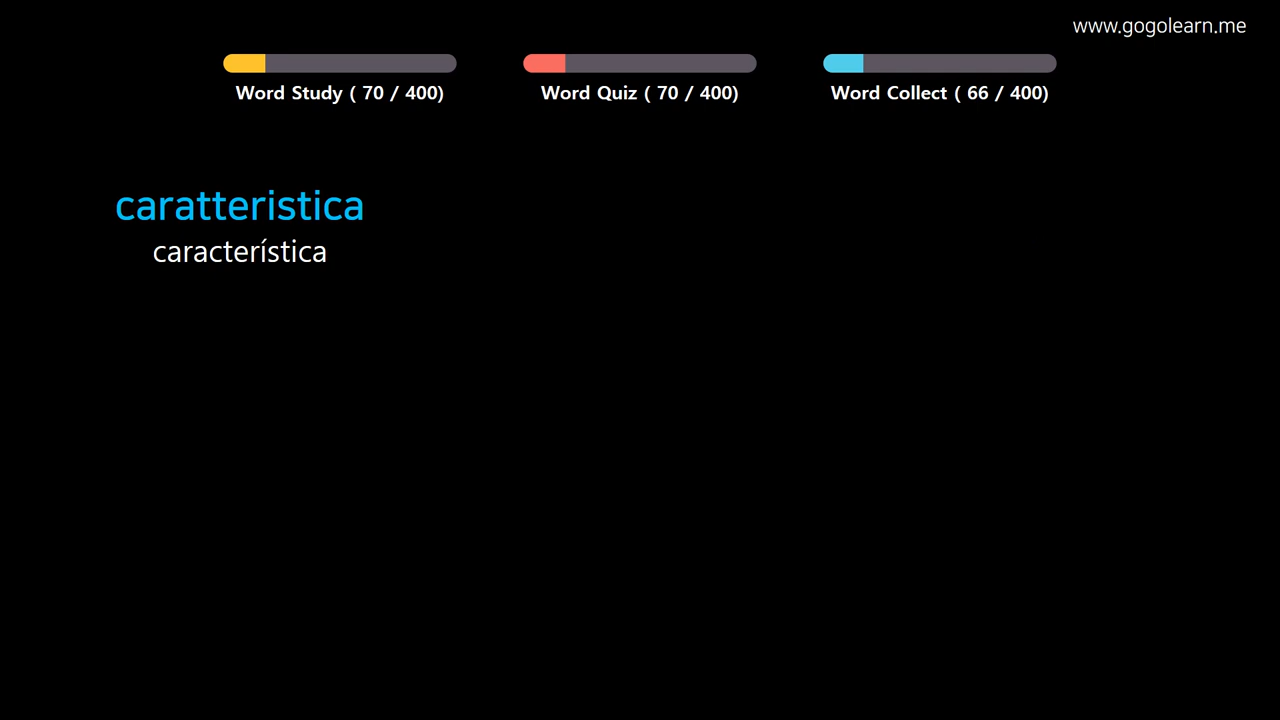 www.gogolearn.me
Word Study ( 70 / 400)
Word Quiz ( 70 / 400)
Word Collect ( 66 / 400)
caratteristica
característica